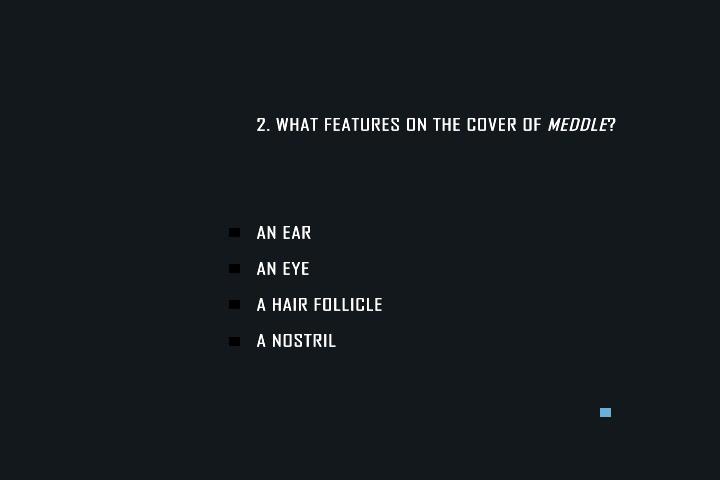 2. WHAT FEATURES ON THE COVER OF MEDDLE?
AN EAR
AN EYE
A HAIR FOLLICLE
A NOSTRIL